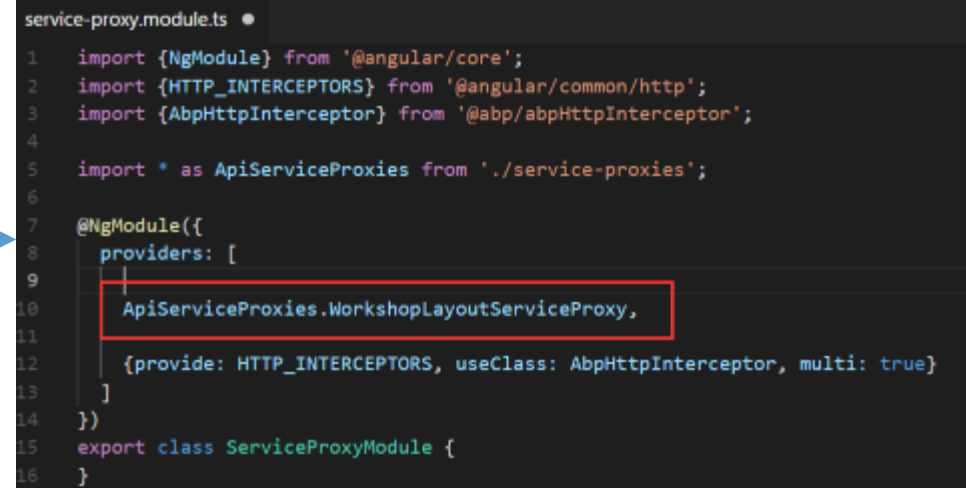 service-proxy.module.ts ●
1 import {NgModule} from '@angular/core';
2 import {HTTP_INTERCEPTORS} from '@angular/common/http';
3 import {AbpHttpInterceptor} from '@abp/abpHttpInterceptor';
4
5 import * as ApiServiceProxies from './service-proxies';
6
7 @NgModule({
8 providers: [
9
10 ApiServiceProxies.WorkshopLayoutServiceProxy,
11
12 {provide: HTTP_INTERCEPTORS, useClass: AbpHttpInterceptor, multi: true}
13 ]
14 })
15 export class ServiceProxyModule {
16 }